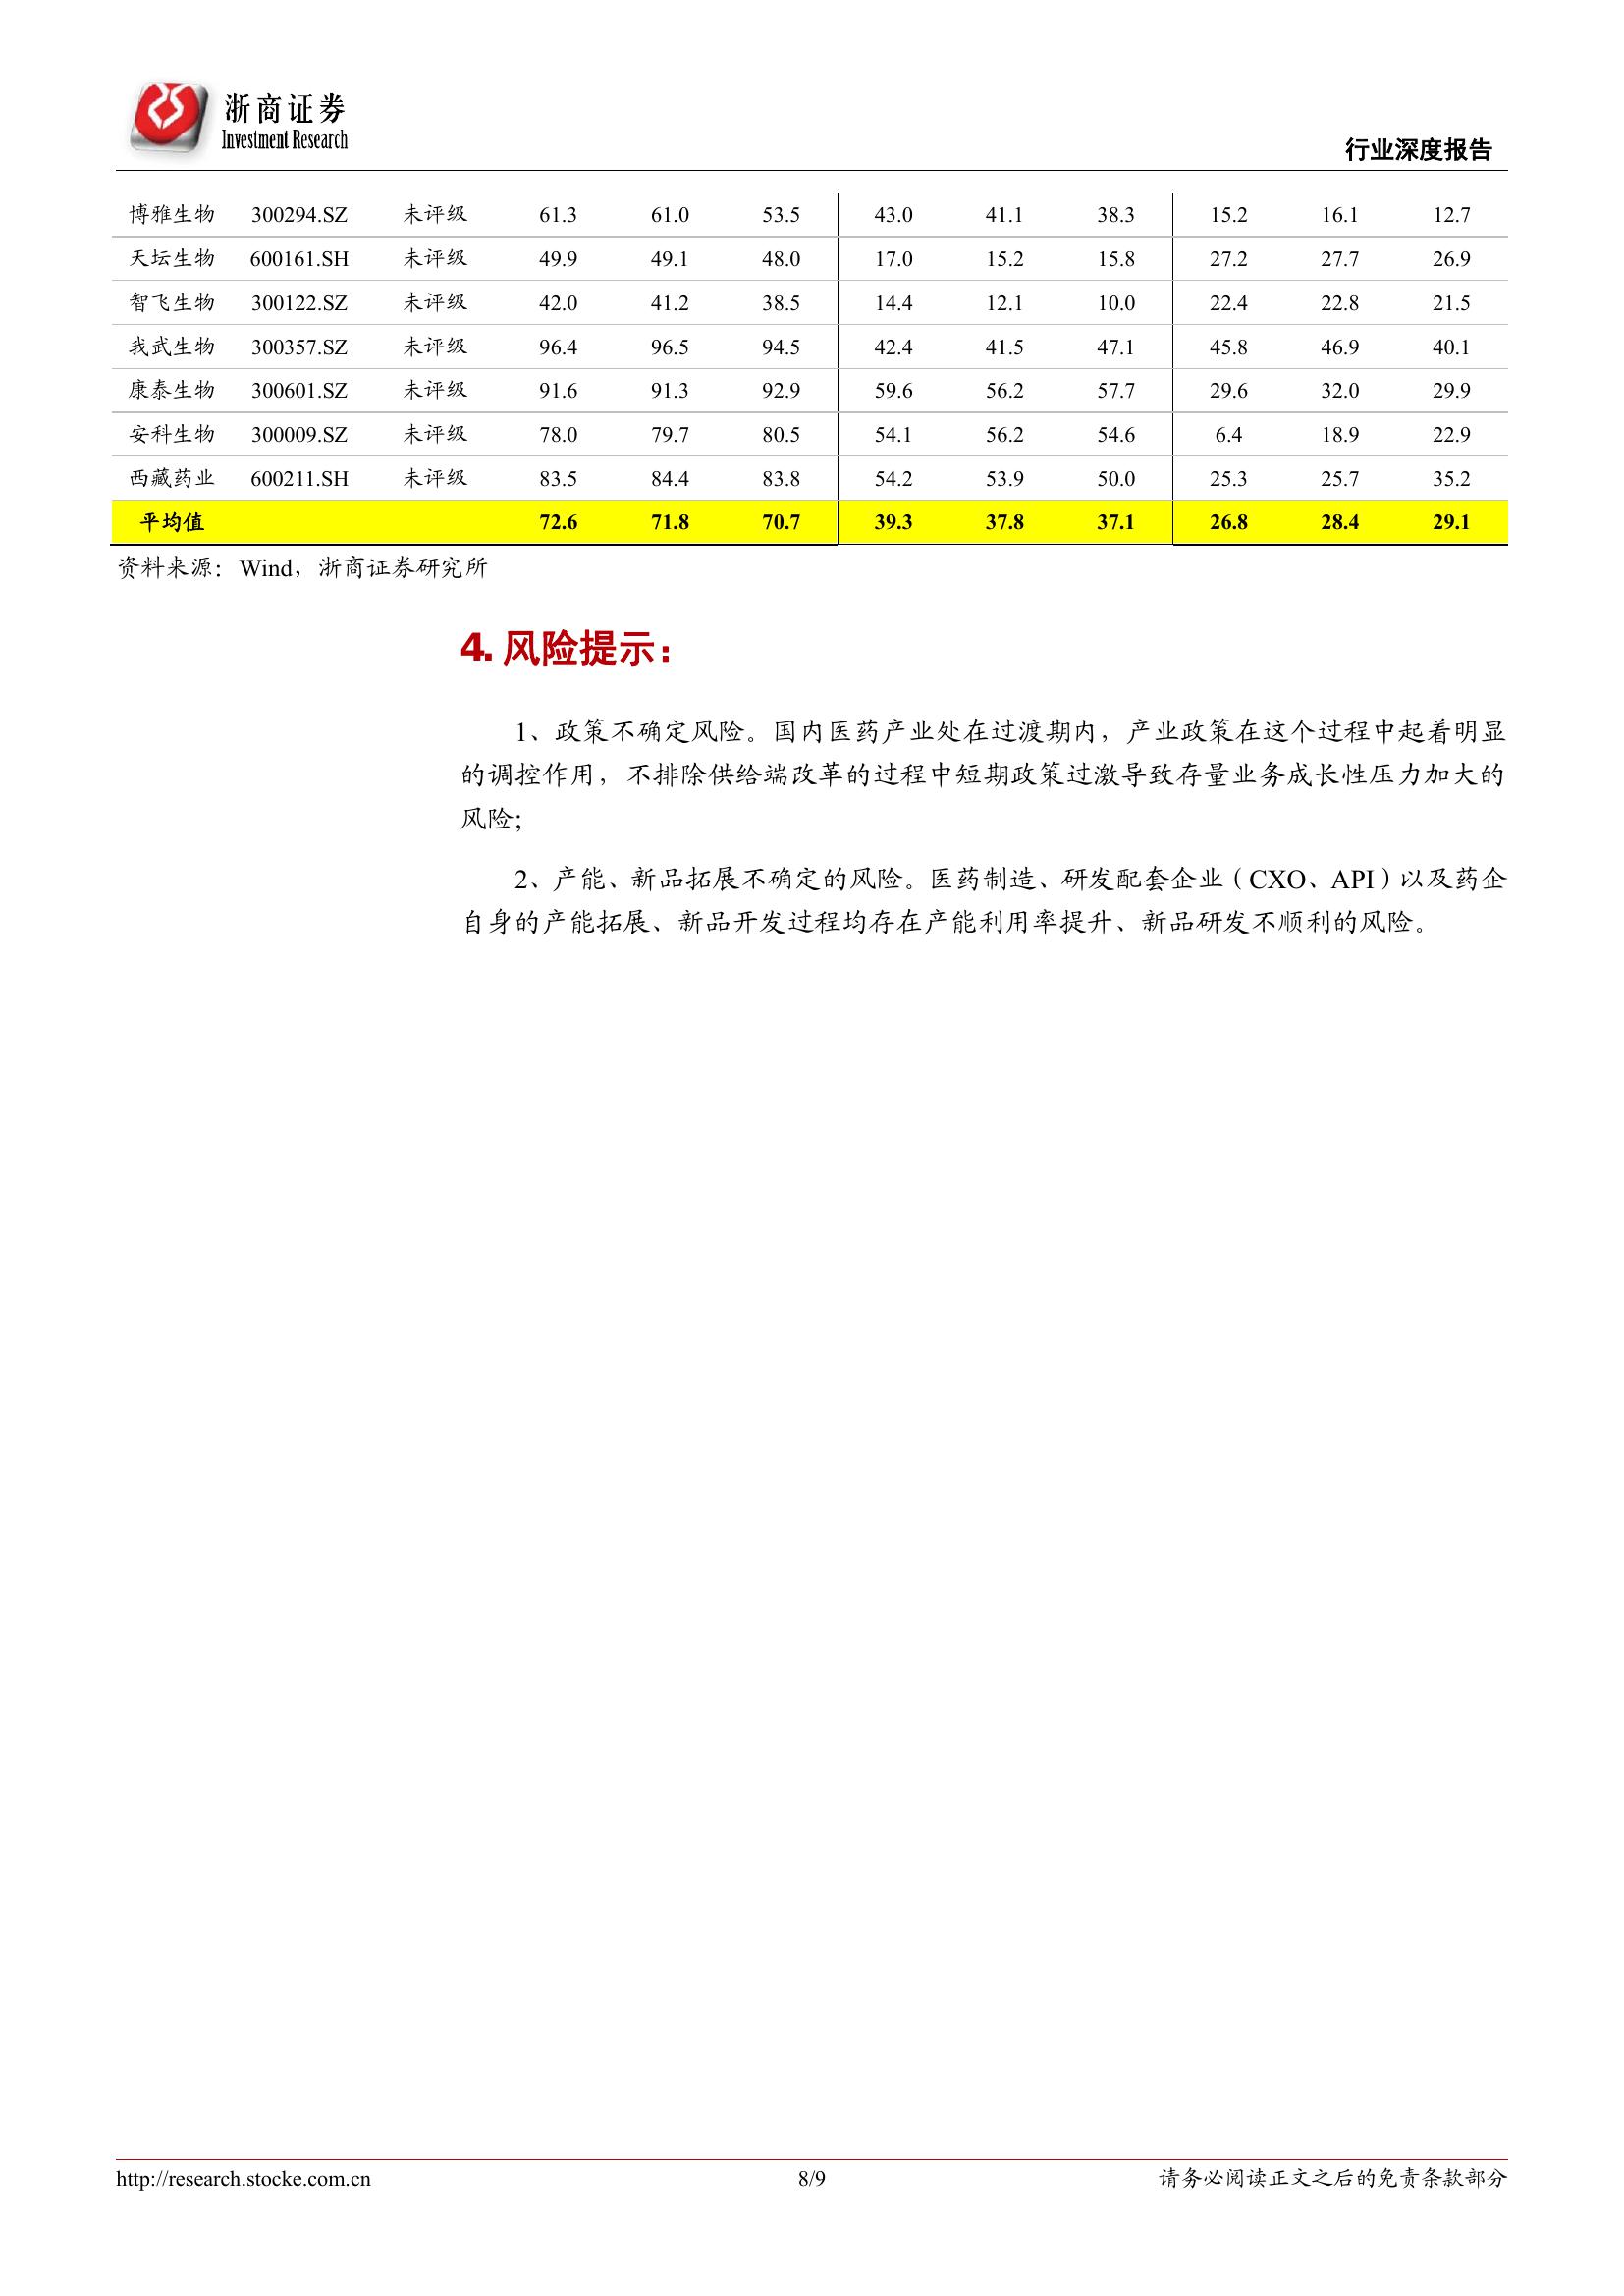 浙商证券
Investment Research
行业深度报告
博雅生物 300294.SZ 未评级 61.3 61.0 53.5 43.0 41.1 38.3 15.2 16.1 12.7
天坛生物 600161.SH 未评级 49.9 49.1 48.0 17.0 15.2 15.8 27.2 27.7 26.9
智飞生物 300122.SZ 未评级 42.0 41.2 38.5 14.4 12.1 10.0 22.4 22.8 21.5
我武生物 300357.SZ 未评级 96.4 96.5 94.5 42.4 41.5 47.1 45.8 46.9 40.1
康泰生物 300601.SZ 未评级 91.6 91.3 92.9 59.6 56.2 57.7 29.6 32.0 29.9
安科生物 300009.SZ 未评级 78.0 79.7 80.5 54.1 56.2 54.6 6.4 18.9 22.9
西藏药业 600211.SH 未评级 83.5 84.4 83.8 54.2 53.9 50.0 25.3 25.7 35.2
平均值 72.6 71.8 70.7 39.3 37.8 37.1 26.8 28.4 29.1
资料来源：Wind，浙商证券研究所
4. 风险提示：
1、政策不确定风险。国内医药产业处在过渡期内，产业政策在这个过程中起着明显
的调控作用，不排除供给端改革的过程中短期政策过激导致存量业务成长性压力加大的
风险；
2、产能、新品拓展不确定的风险。医药制造、研发配套企业（CXO、API）以及药企
自身的产能拓展、新品开发过程均存在产能利用率提升、新品研发不顺利的风险。
http://research.stocke.com.cn 8/9 请务必阅读正文之后的免责条款部分